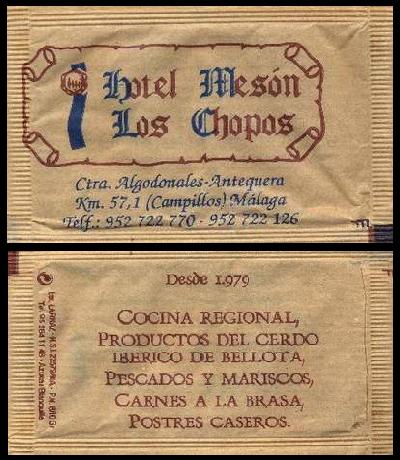 Hotel Mesón
Los Chopos
Ctra. Algodonales-Antequera
Km. 57,1 (Campillos) Málaga
Telf.: 952 722 770 - 952 722 126
Desde 1.979
COCINA REGIONAL,
PRODUCTOS DEL CERDO
IBERICO DE BELLOTA,
PESCADOS Y MARISCOS,
CARNES A LA BRASA,
POSTRES CASEROS.